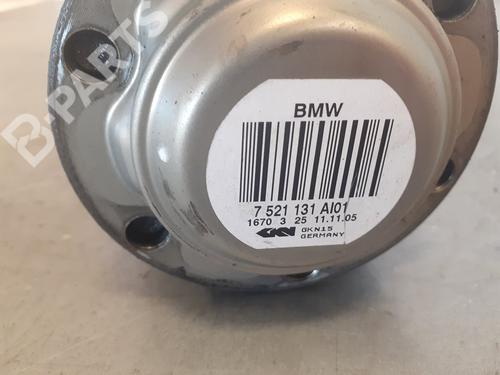 B-PARTS
BMW
7 521 131 AI01
1670 3 25 11.11.05
GKN GKN15
GERMANY